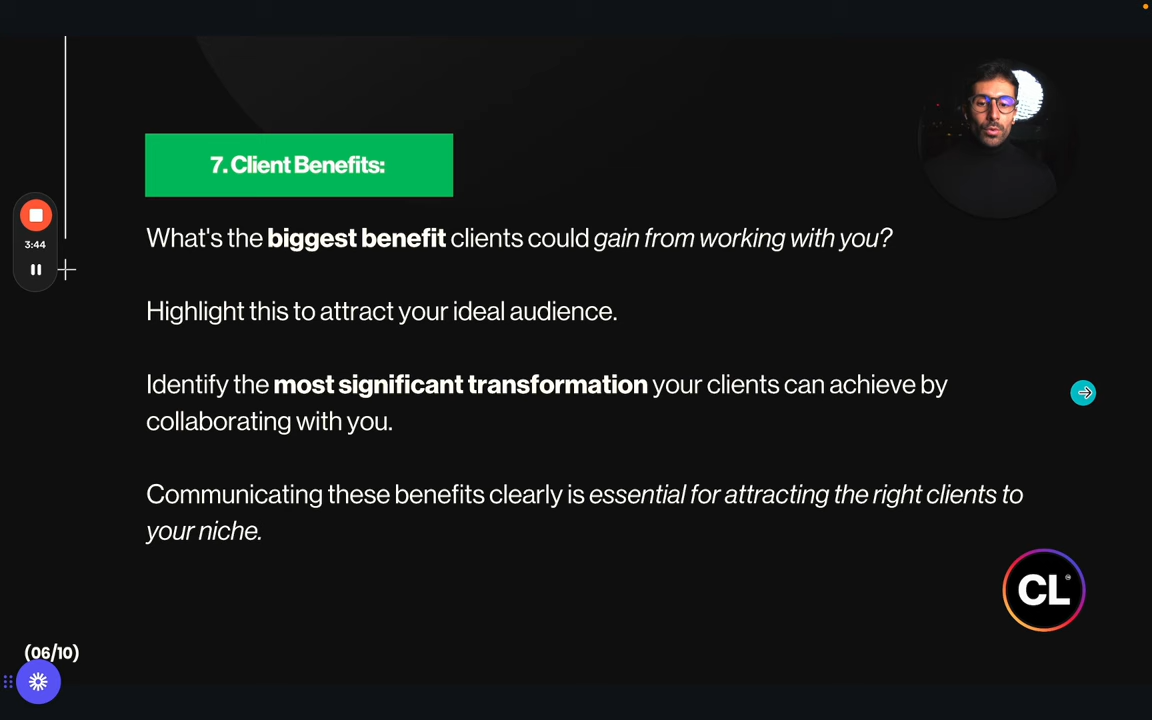 7. Client Benefits:
What's the biggest benefit clients could gain from working with you?
3:44
Highlight this to attract your ideal audience.
Identify the most significant transformation your clients can achieve by
collaborating with you.
Communicating these benefits clearly is essential for attracting the right clients to
your niche.
CL
(06/10)